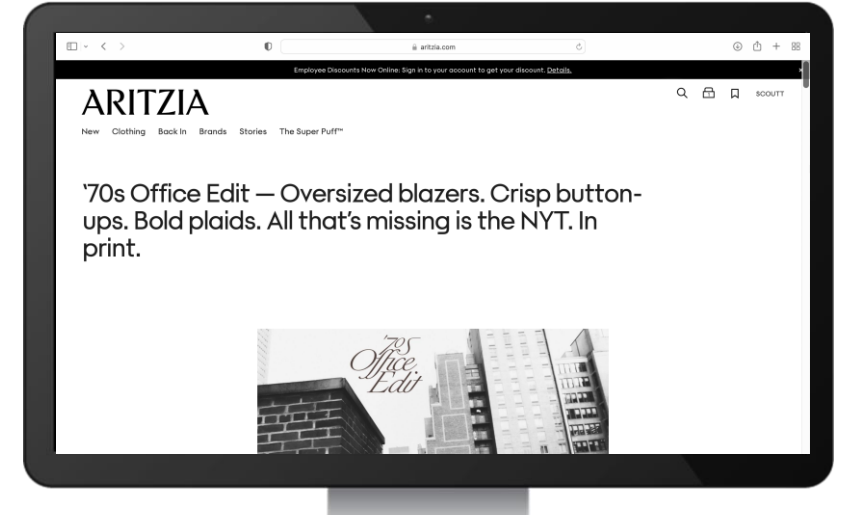 aritzia.com
Employee Discounts Now Online: Sign in to your account to get your discount. Details.
ARITZIA
SCOUTT
New Clothing Back In Brands Stories The Super Puff™
'70s Office Edit — Oversized blazers. Crisp button-
ups. Bold plaids. All that's missing is the NYT. In
print.
'70s
Office
Edit